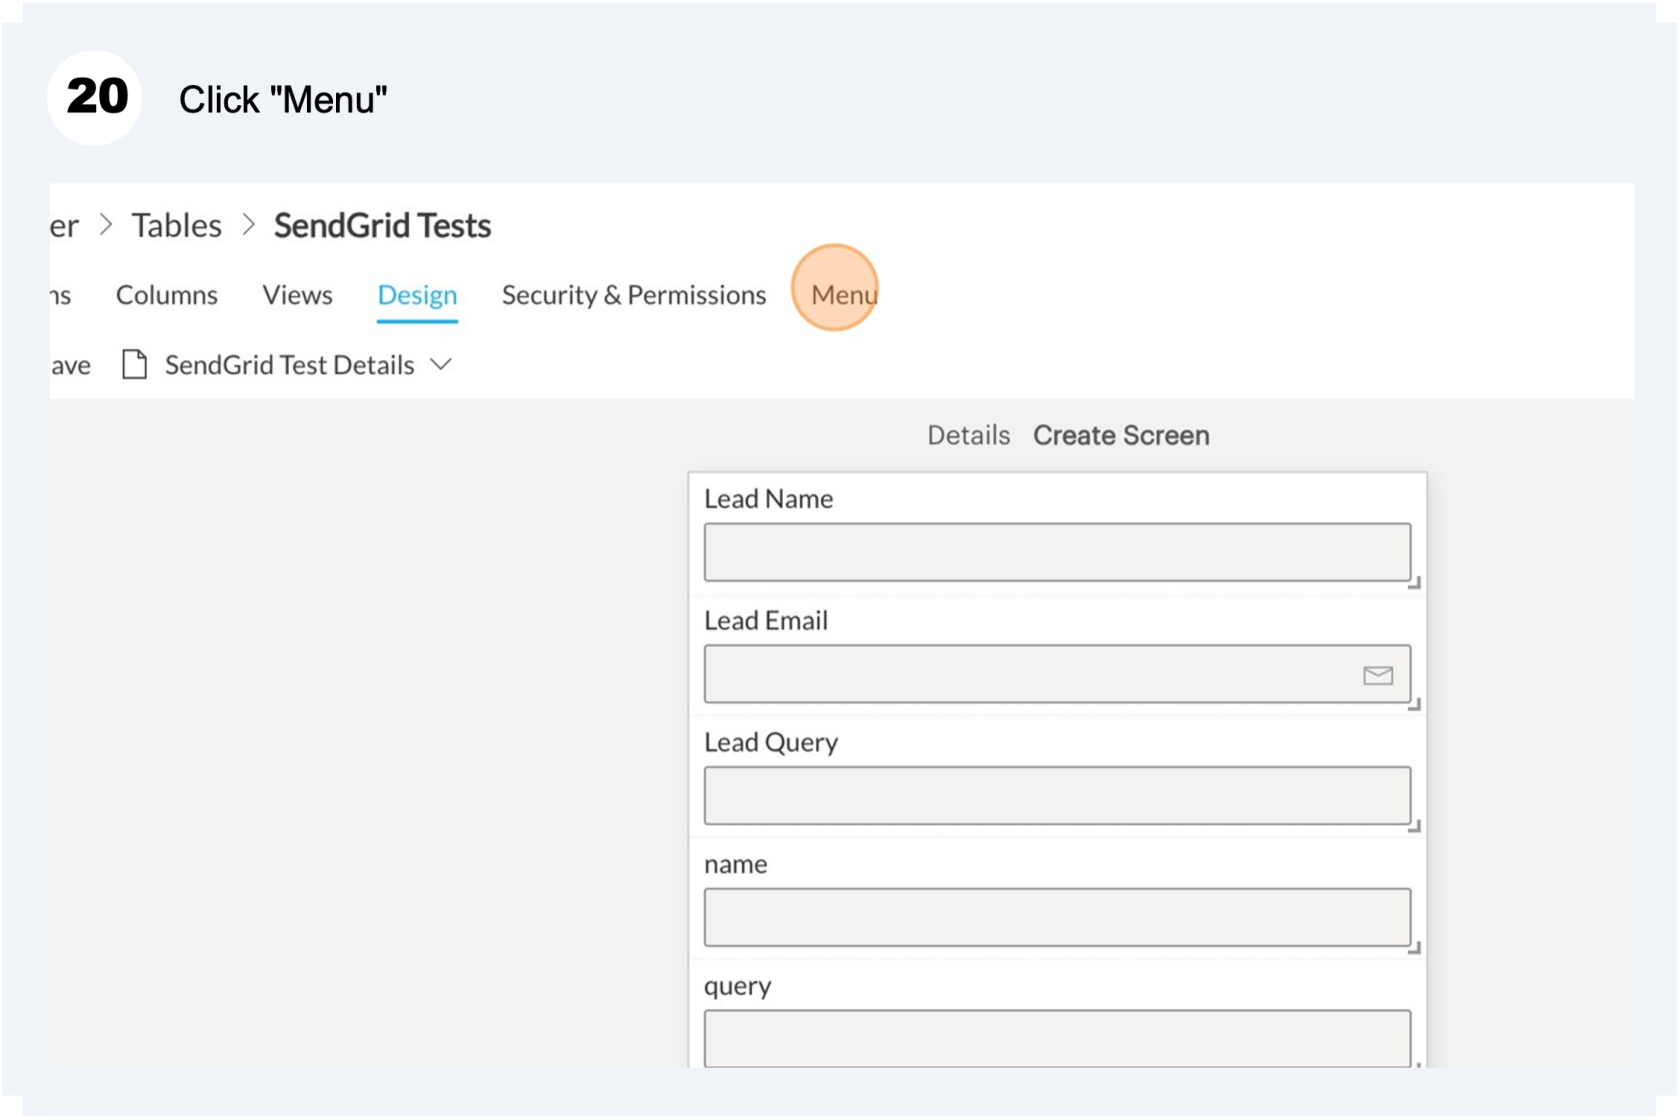 20 Click "Menu"
er > Tables > SendGrid Tests
ns Columns Views Design Security & Permissions Menu
ave SendGrid Test Details
Details Create Screen
Lead Name
Lead Email
Lead Query
name
query